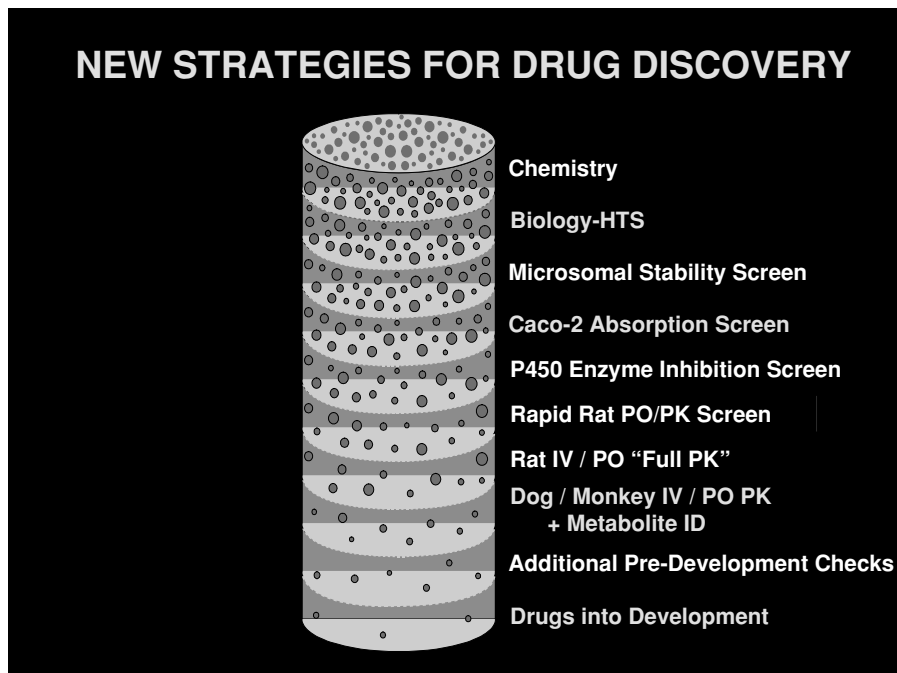 NEW STRATEGIES FOR DRUG DISCOVERY
Chemistry
Biology-HTS
Microsomal Stability Screen
Caco-2 Absorption Screen
P450 Enzyme Inhibition Screen
Rapid Rat PO/PK Screen
Rat IV / PO “Full PK”
Dog / Monkey IV / PO PK
+ Metabolite ID
Additional Pre-Development Checks
Drugs into Development